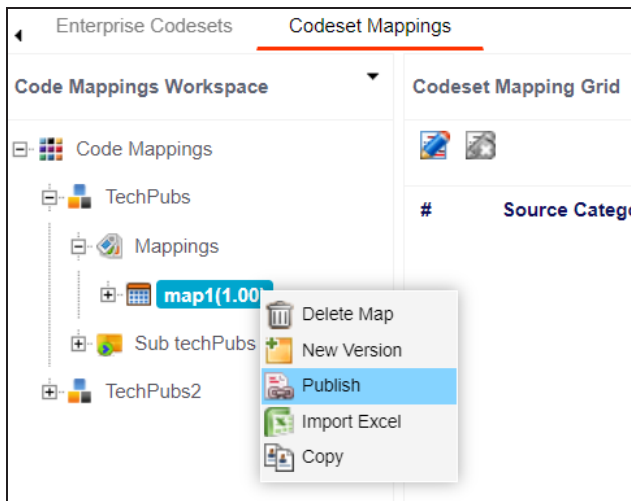 Enterprise Codesets Codeset Mappings
Code Mappings Workspace Codeset Mapping Grid
Code Mappings
TechPubs
# Source
Mappings
map1(1.00)
Delete Map
Sub techPubs
New Version
TechPubs2
Publish
Import Excel
Copy